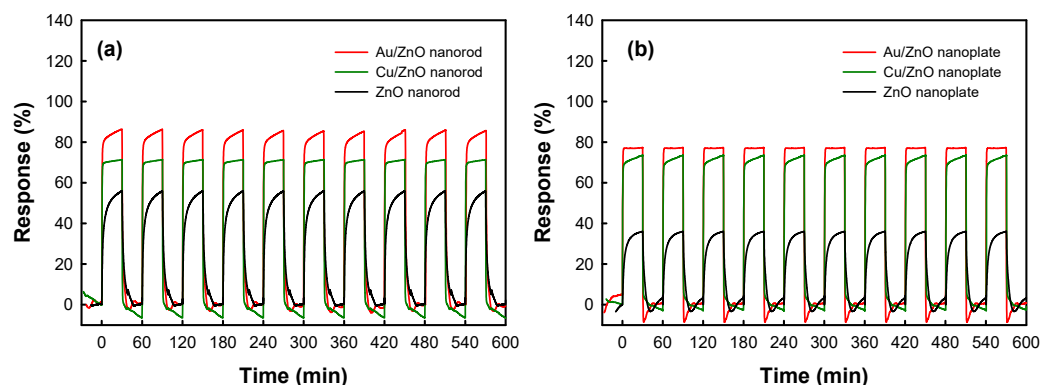 (a)
Au/ZnO nanorod
Cu/ZnO nanorod
ZnO nanorod
Response (%)
140
120
100
80
60
40
20
0
0 60 120 180 240 300 360 420 480 540 600
Time (min)
(b)
Au/ZnO nanoplate
Cu/ZnO nanoplate
ZnO nanoplate
Response (%)
140
120
100
80
60
40
20
0
0 60 120 180 240 300 360 420 480 540 600
Time (min)